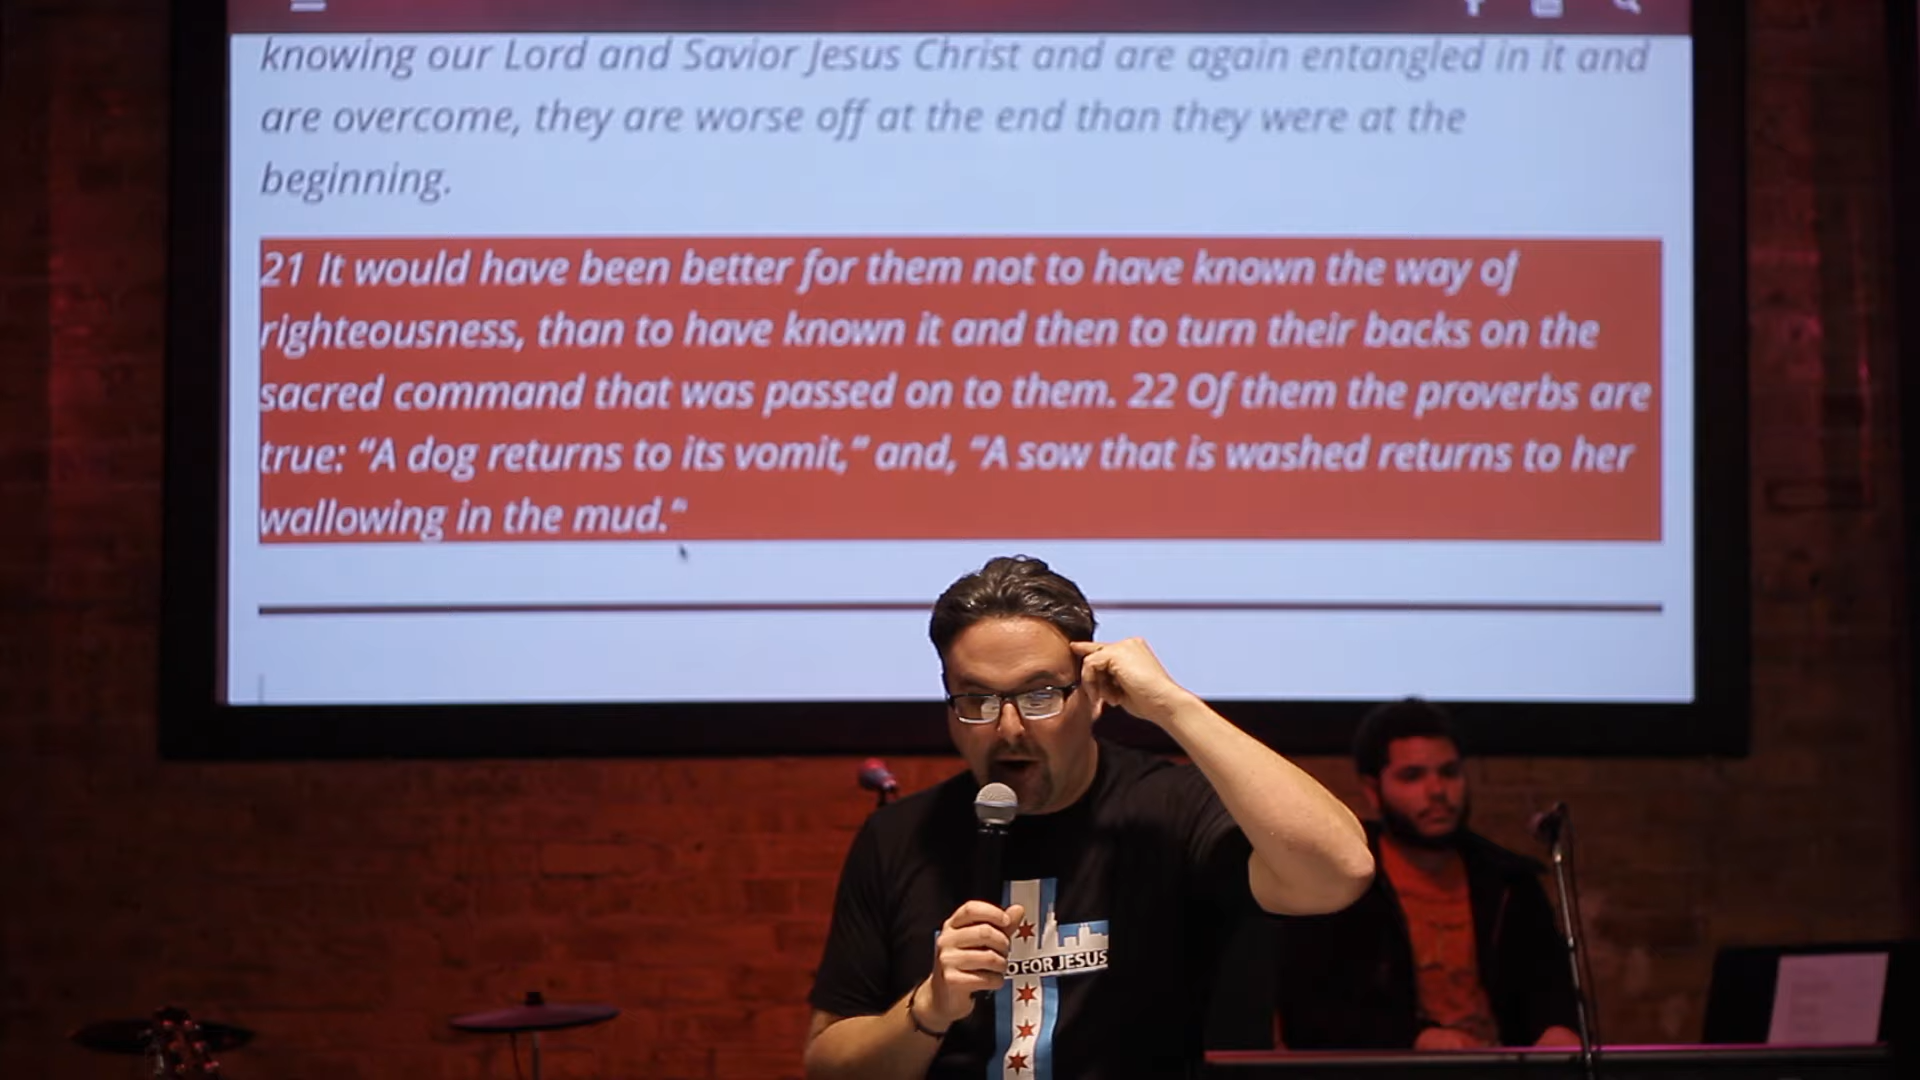 knowing our Lord and Savior Jesus Christ and are again entangled in it and
are overcome, they are worse off at the end than they were at the
beginning.
21 It would have been better for them not to have known the way of
righteousness, than to have known it and then to turn their backs on the
sacred command that was passed on to them. 22 Of them the proverbs are
true: “A dog returns to its vomit,” and, “A sow that is washed returns to her
wallowing in the mud.”
O FOR JESUS